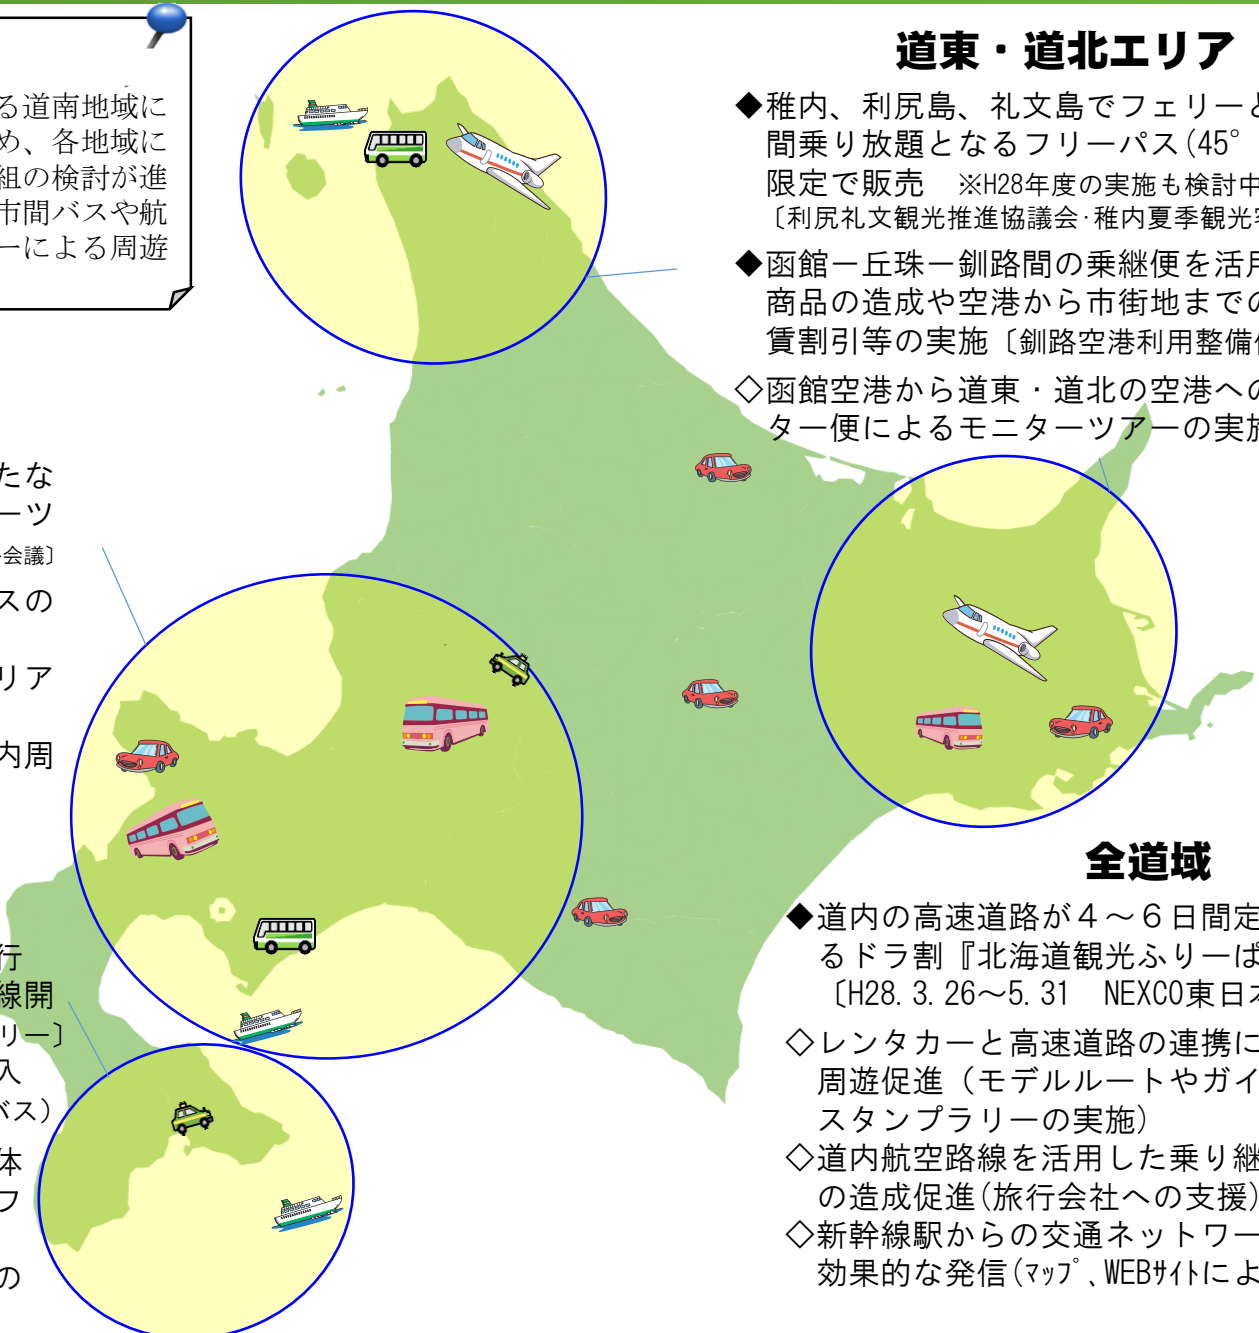 る道南地域に
め、各地域に
組の検討が進
市間バスや航
ーによる周遊
たな
ーツ
会議〕
スの
リア
内周
行
線開
リー〕
入
バス)
体
フ
の
道東・道北エリア
◆稚内、利尻島、礼文島でフェリーと
間乗り放題となるフリーパス(45°
限定で販売　※H28年度の実施も検討中
〔利尻礼文観光推進協議会・稚内夏季観光
◆函館ー丘珠ー釧路間の乗継便を活用
商品の造成や空港から市街地までの
賃割引等の実施〔釧路空港利用整備
◇函館空港から道東・道北の空港への
ター便によるモニターツアーの実施
全道域
◆道内の高速道路が４～６日間定
るドラ割『北海道観光ふりーぱ
〔H28.3.26～5.31　NEXCO東日本
◇レンタカーと高速道路の連携に
周遊促進（モデルルートやガイ
スタンプラリーの実施）
◇道内航空路線を活用した乗り継
の造成促進(旅行会社への支援)
◇新幹線駅からの交通ネットワー
効果的な発信(ﾏｯﾌﾟ、WEBｻｲﾄによ